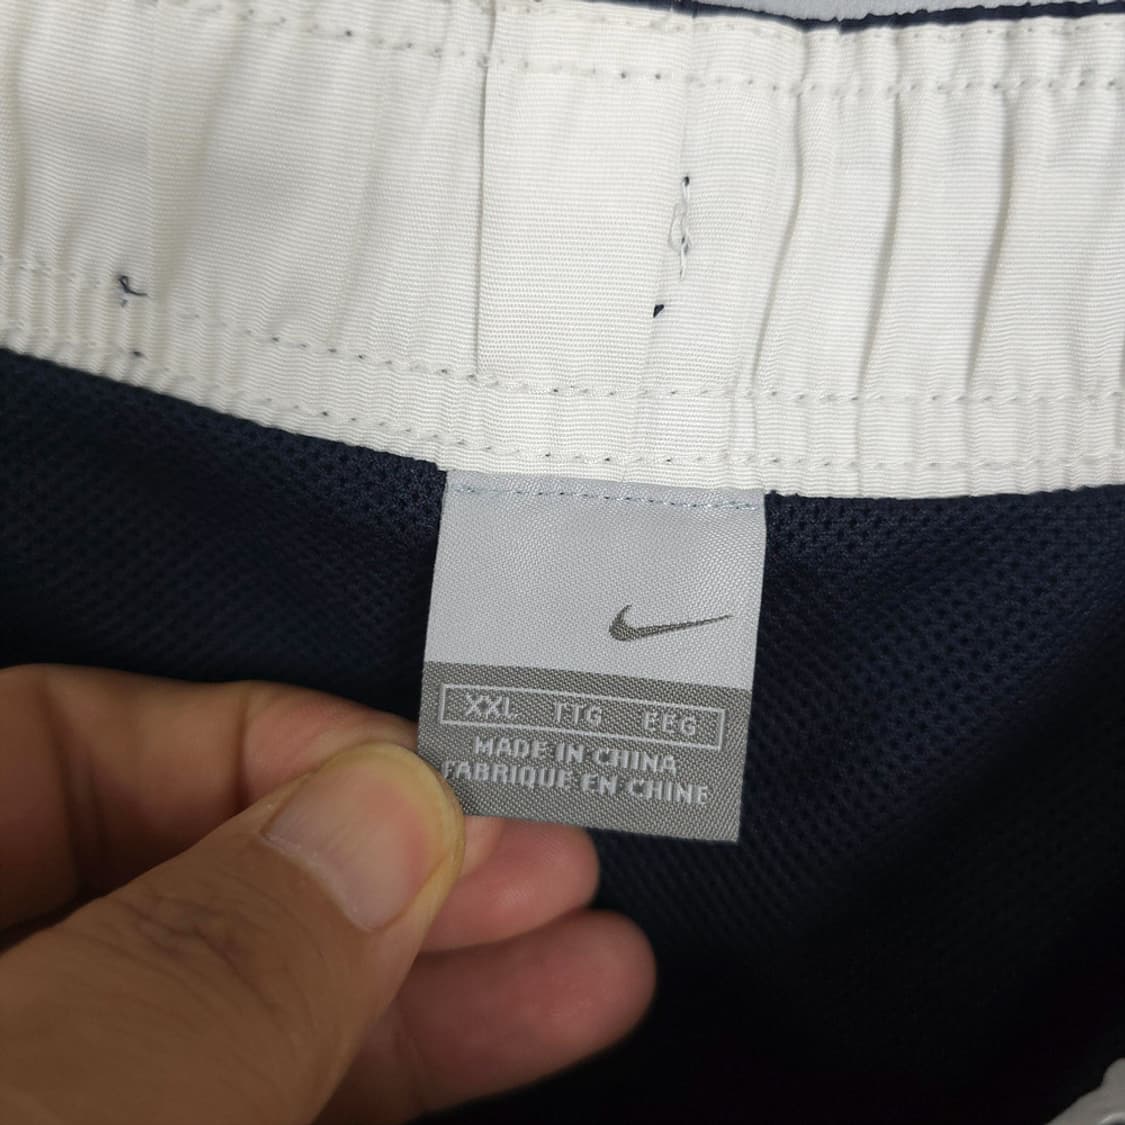 XXL TTG EEG
MADE IN CHINA
FABRIQUE EN CHINE